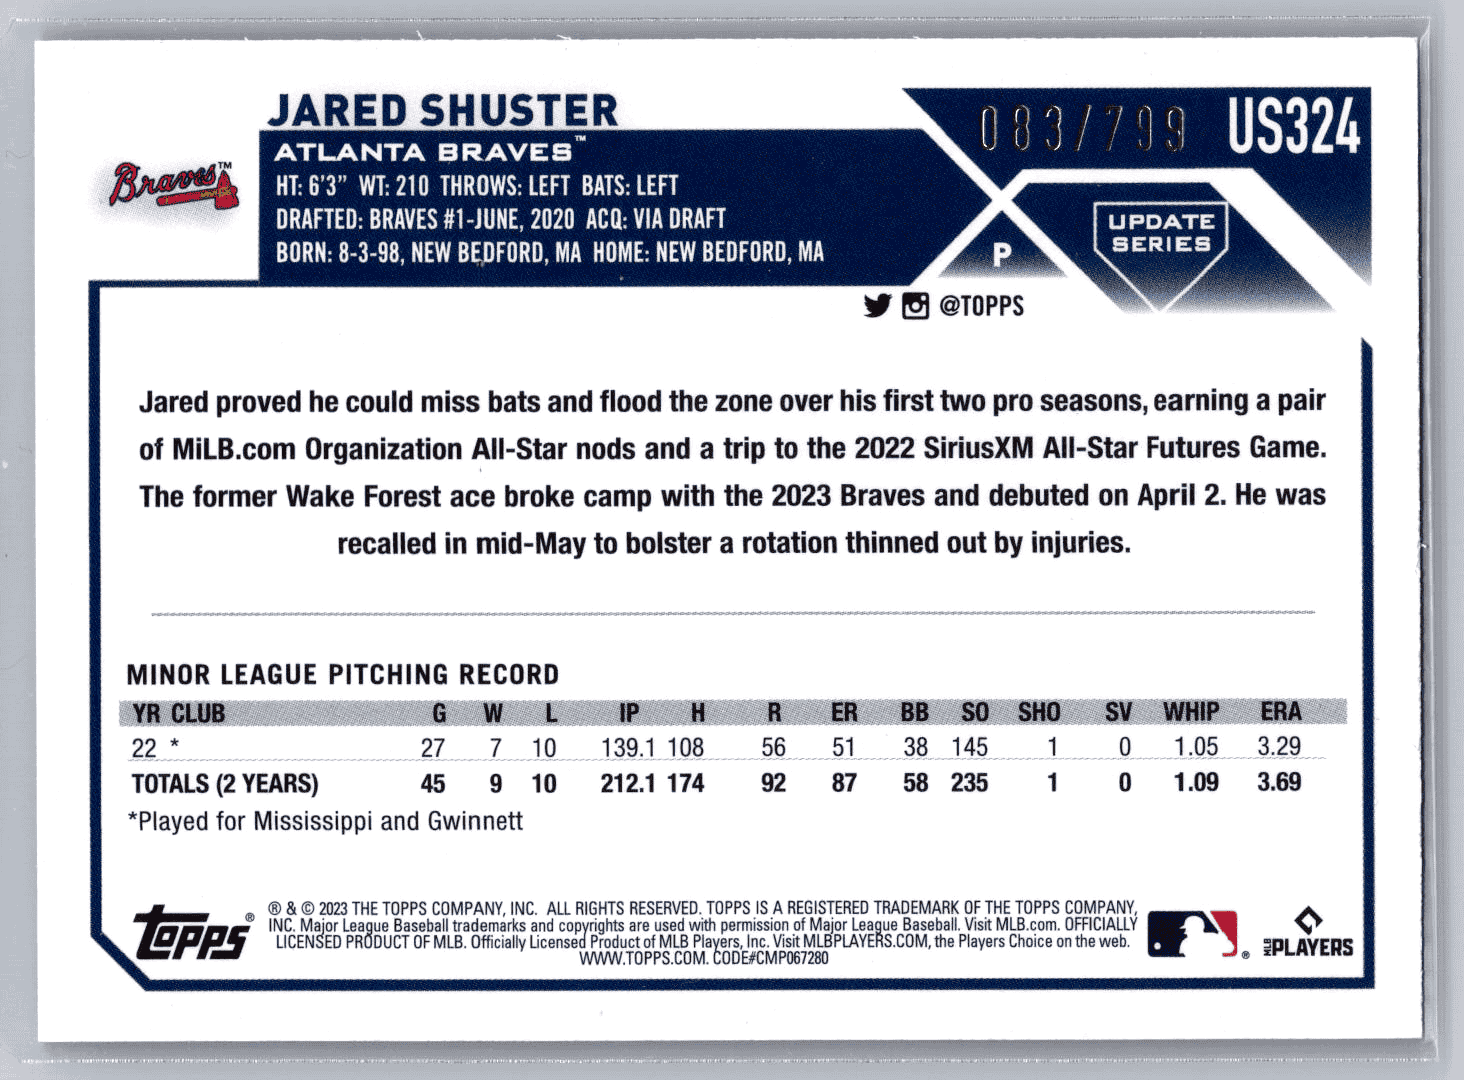 JARED SHUSTER
083/799
US324
Braves™
ATLANTA BRAVES™
HT: 6'3" WT: 210 THROWS: LEFT BATS: LEFT
DRAFTED: BRAVES #1-JUNE, 2020 ACQ: VIA DRAFT
BORN: 8-3-98, NEW BEDFORD, MA HOME: NEW BEDFORD, MA
P
UPDATE
SERIES
@TOPPS
Jared proved he could miss bats and flood the zone over his first two pro seasons, earning a pair
of MiLB.com Organization All-Star nods and a trip to the 2022 SiriusXM All-Star Futures Game.
The former Wake Forest ace broke camp with the 2023 Braves and debuted on April 2. He was
recalled in mid-May to bolster a rotation thinned out by injuries.
MINOR LEAGUE PITCHING RECORD
YR CLUB G W L IP H R ER BB SO SHO SV WHIP ERA
22 * 27 7 10 139.1 108 56 51 38 145 1 0 1.05 3.29
TOTALS (2 YEARS) 45 9 10 212.1 174 92 87 58 235 1 0 1.09 3.69
*Played for Mississippi and Gwinnett
Topps®
® & © 2023 THE TOPPS COMPANY, INC. ALL RIGHTS RESERVED. TOPPS IS A REGISTERED TRADEMARK OF THE TOPPS COMPANY,
INC. Major League Baseball trademarks and copyrights are used with permission of Major League Baseball. Visit MLB.com. OFFICIALLY
LICENSED PRODUCT OF MLB. Officially Licensed Product of MLB Players, Inc. Visit MLBPLAYERS.COM, the Players Choice on the web.
WWW.TOPPS.COM. CODE#CMP067280
®
MLB PLAYERS